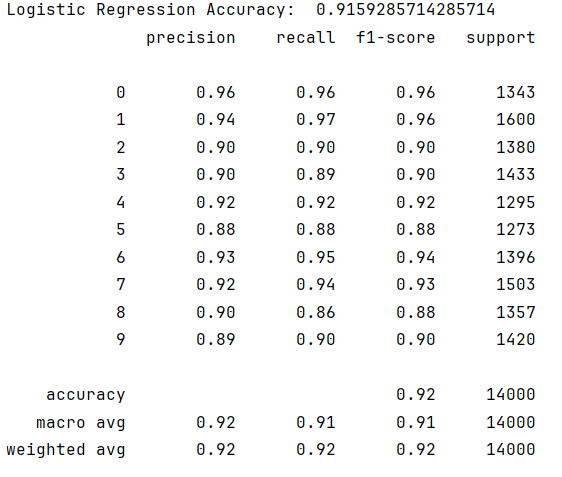 Logistic Regression Accuracy:  0.9159285714285714
              precision    recall  f1-score   support

           0       0.96      0.96      0.96      1343
           1       0.94      0.97      0.96      1600
           2       0.90      0.90      0.90      1380
           3       0.90      0.89      0.90      1433
           4       0.92      0.92      0.92      1295
           5       0.88      0.88      0.88      1273
           6       0.93      0.95      0.94      1396
           7       0.92      0.94      0.93      1503
           8       0.90      0.86      0.88      1357
           9       0.89      0.90      0.90      1420

    accuracy                           0.92     14000
   macro avg       0.92      0.91      0.91     14000
weighted avg       0.92      0.92      0.92     14000